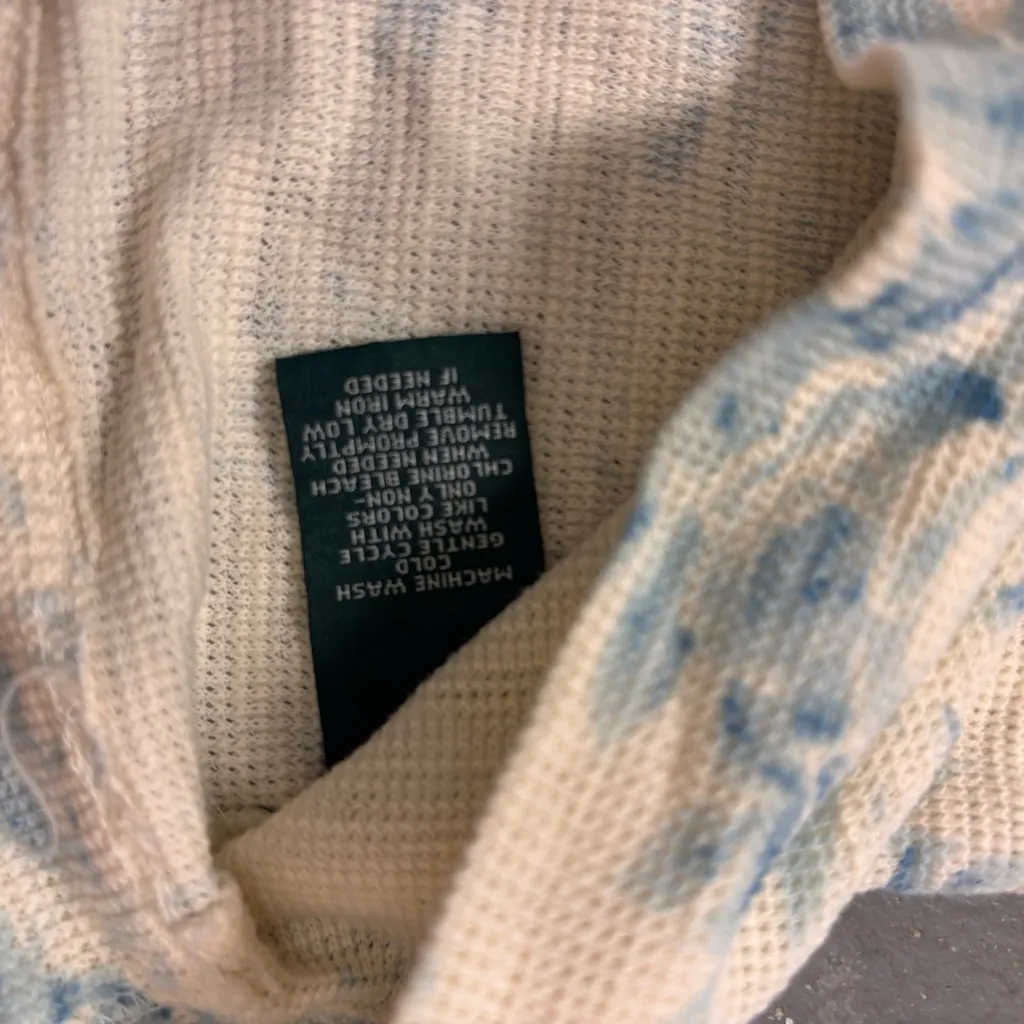 MACHINE WASH
COLD
GENTLE CYCLE
WASH WITH
LIKE COLORS
ONLY NON-
CHLORINE BLEACH
WHEN NEEDED
REMOVE PROMPTLY
TUMBLE DRY LOW
WARM IRON
IF NEEDED